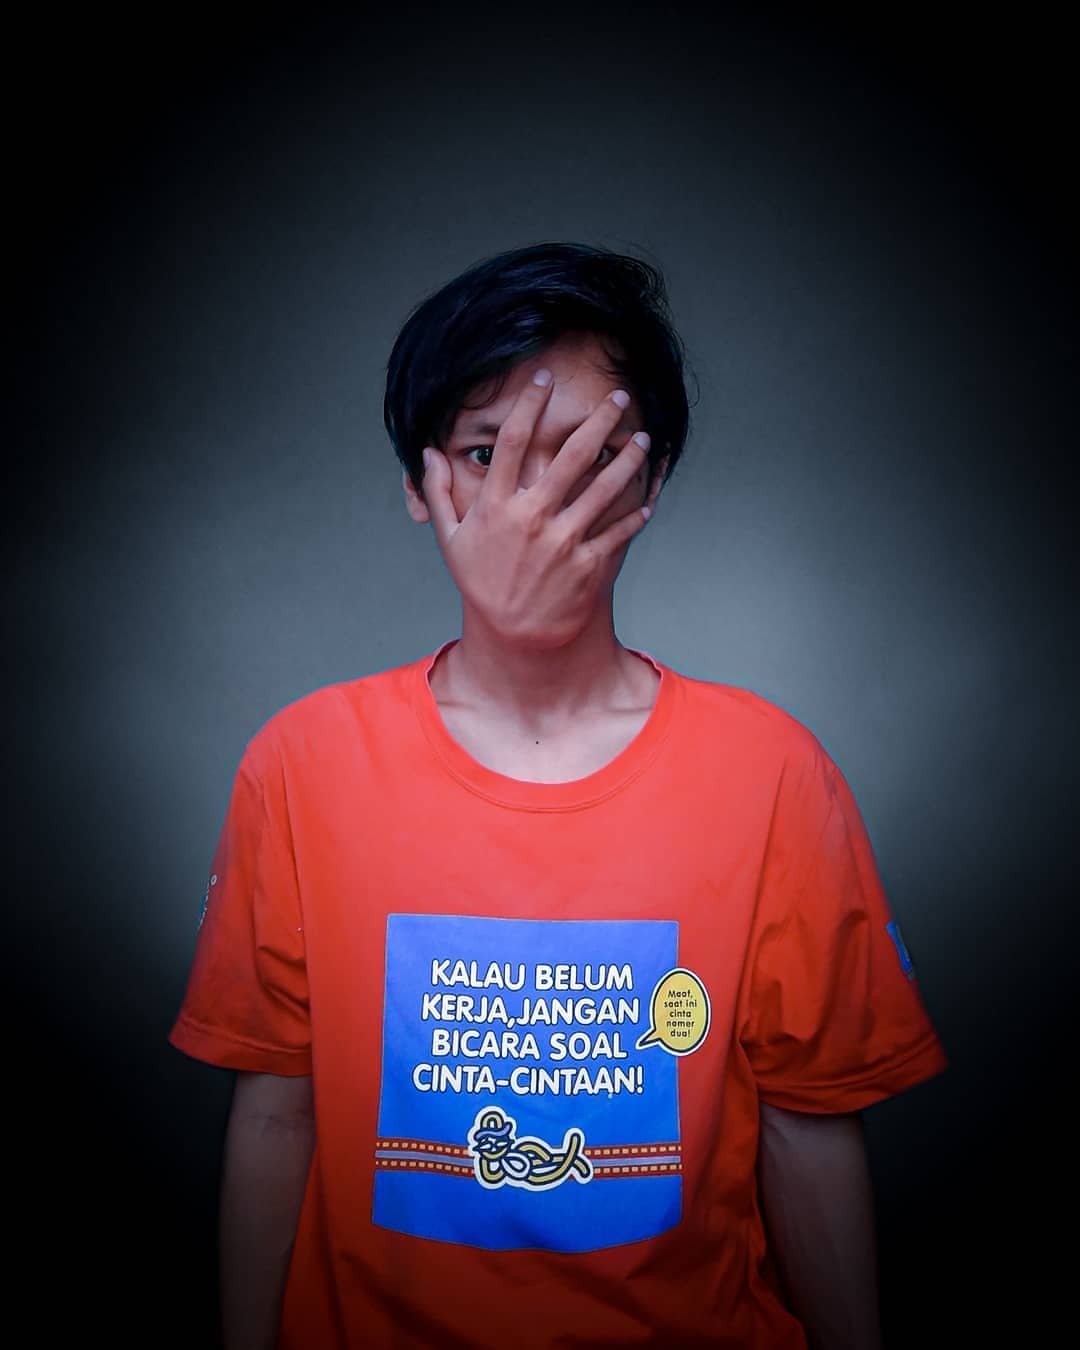 KALAU BELUM
KERJA,JANGAN
BICARA SOAL
CINTA-CINTAAN!
Maaf,
saat ini
cinta
nomer
dua!